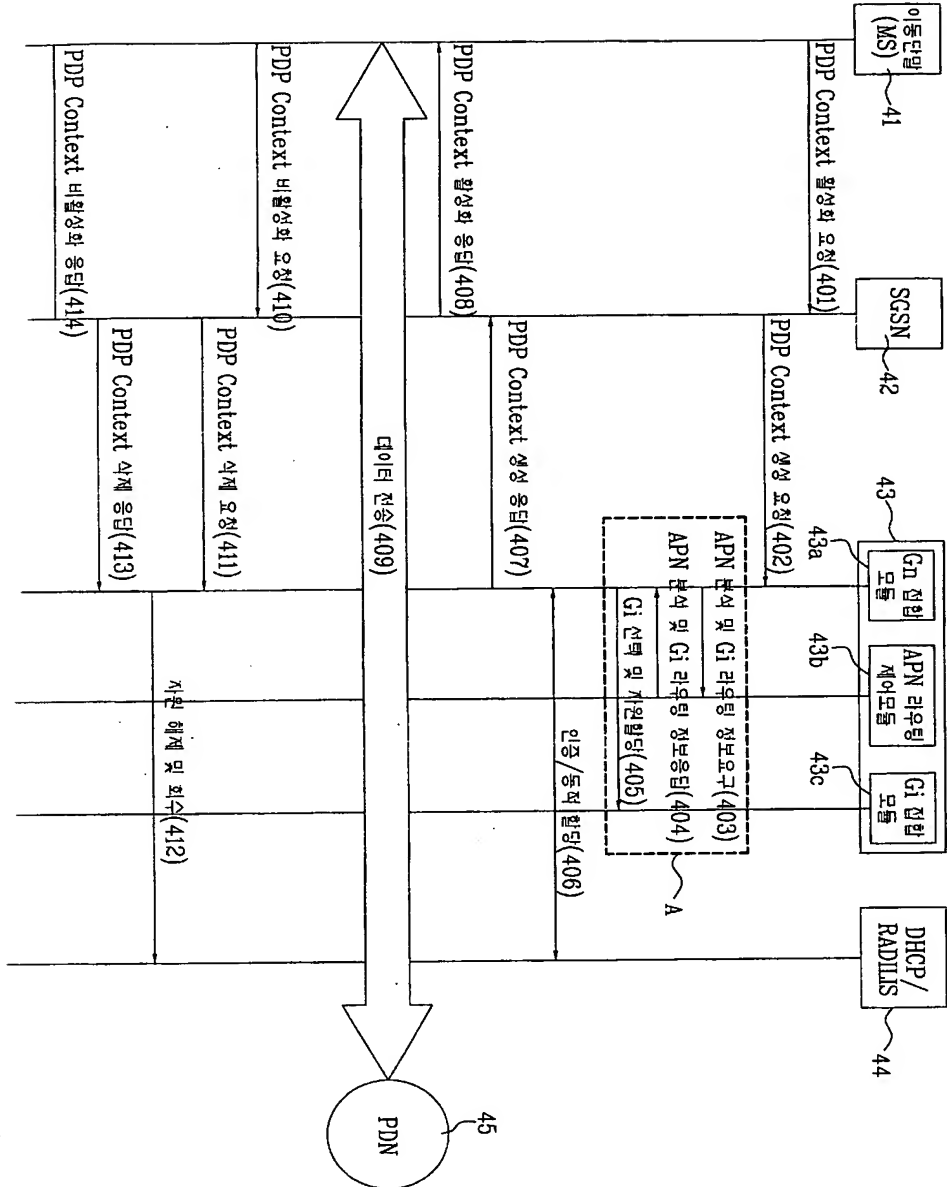 이동단말
(MS)
41
SGSN
42
43
43a
Gn 접합
모듈
43b
APN 라우팅
제어모듈
43c
Gi 접합
모듈
DHCP/
RADILIS
44
PDP Context 활성화 요청(401)
PDP Context 생성 요청(402)
APN 분석 및 Gi 라우팅 정보요구(403)
APN 분석 및 Gi 라우팅 정보응답(404)
Gi 선택 및 자원할당(405)
A
인증/동적 할당(406)
PDP Context 생성 응답(407)
PDP Context 활성화 응답(408)
데이터 전송(409)
PDN
45
PDP Context 비활성화 요청(410)
PDP Context 삭제 요청(411)
자원 해제 및 회수(412)
PDP Context 삭제 응답(413)
PDP Context 비활성화 응답(414)